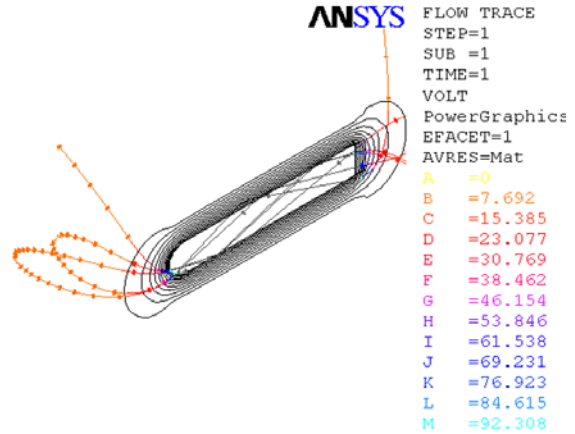 ANSYS
FLOW TRACE
STEP=1
SUB =1
TIME=1
VOLT
PowerGraphics
EFACET=1
AVRES=Mat
A =0
B =7.692
C =15.385
D =23.077
E =30.769
F =38.462
G =46.154
H =53.846
I =61.538
J =69.231
K =76.923
L =84.615
M =92.308